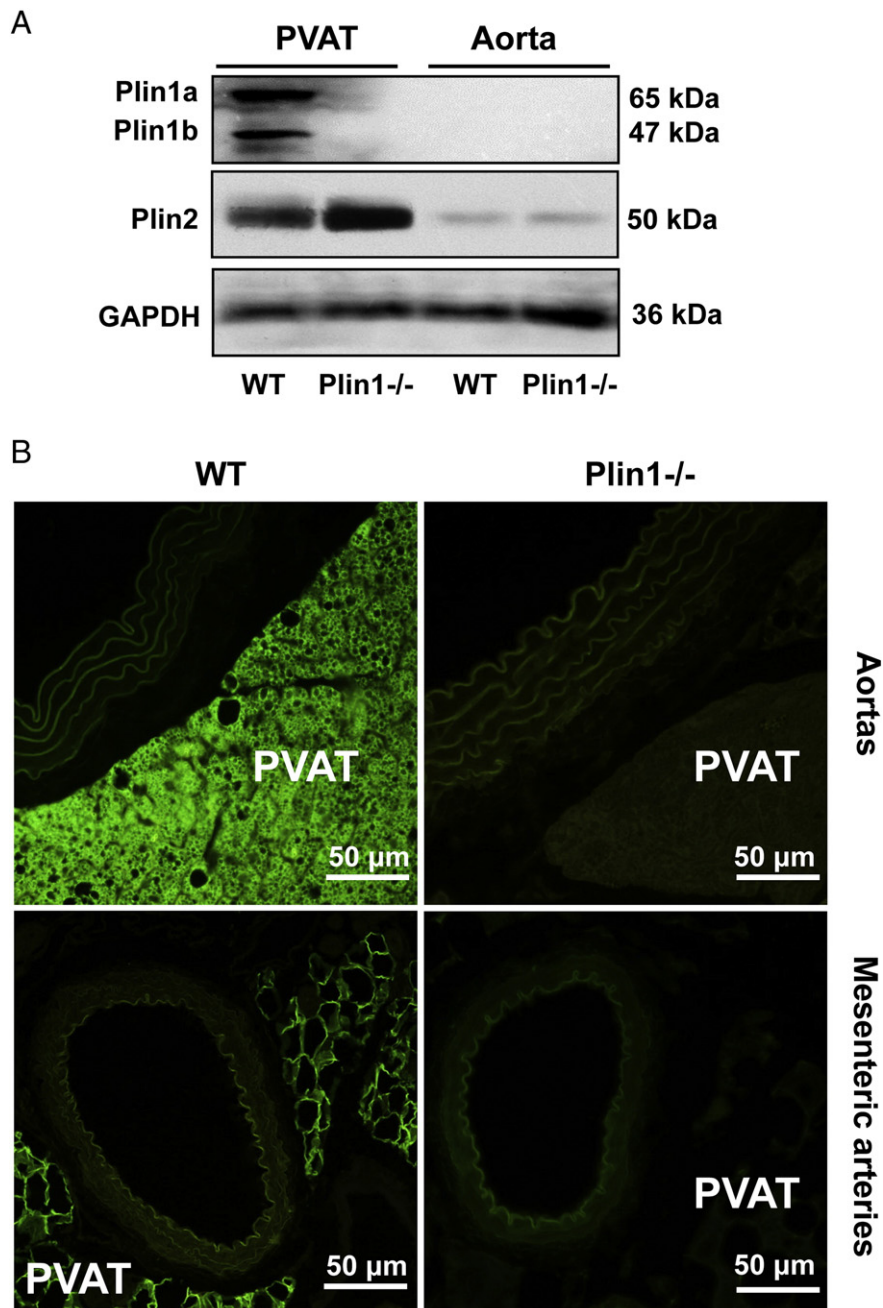 A
PVAT Aorta
Plin1a 65 kDa
Plin1b 47 kDa
Plin2 50 kDa
GAPDH 36 kDa
WT Plin1-/- WT Plin1-/-
B
WT Plin1-/-
PVAT
50 µm
PVAT
50 µm
Aortas
PVAT
50 µm
PVAT
50 µm
Mesenteric arteries